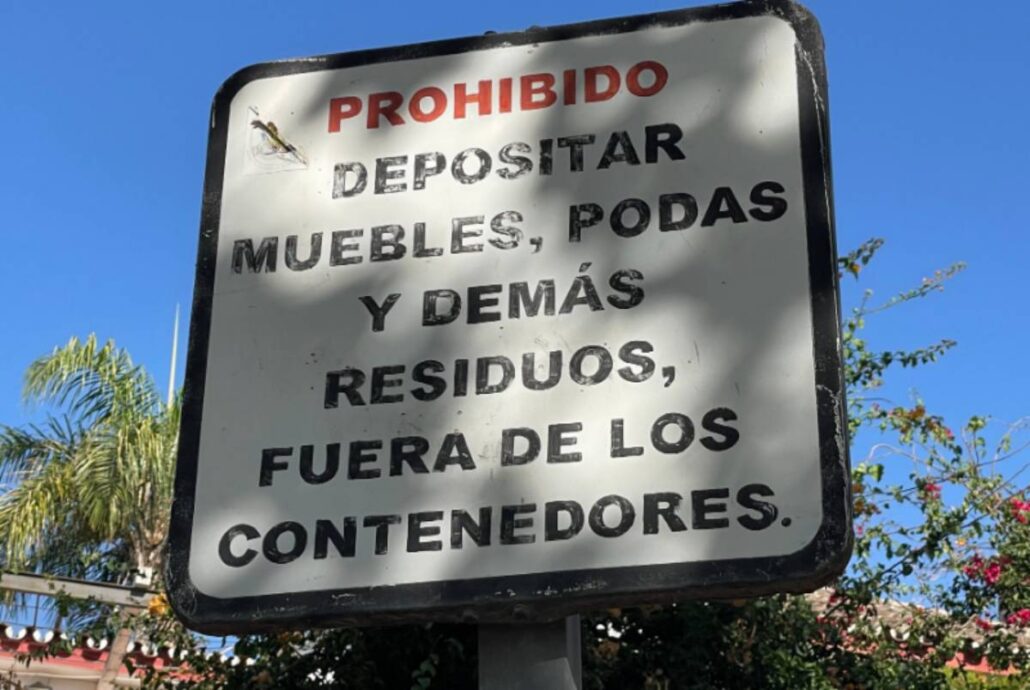 PROHIBIDO
DEPOSITAR
MUEBLES, PODAS
Y DEMÁS
RESIDUOS,
FUERA DE LOS
CONTENEDORES.